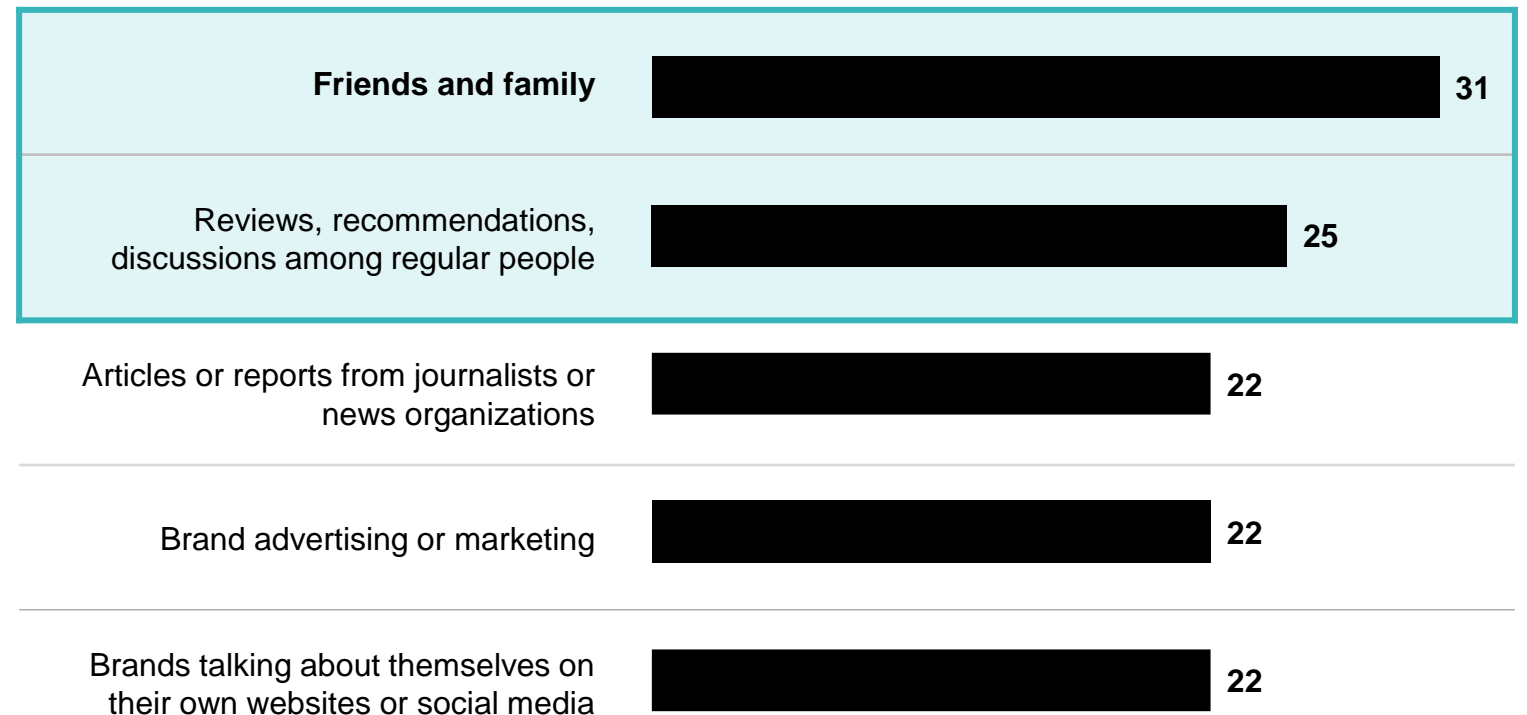 Friends and family
31
Reviews, recommendations,
discussions among regular people
25
Articles or reports from journalists or
news organizations
22
Brand advertising or marketing
22
Brands talking about themselves on
their own websites or social media
22